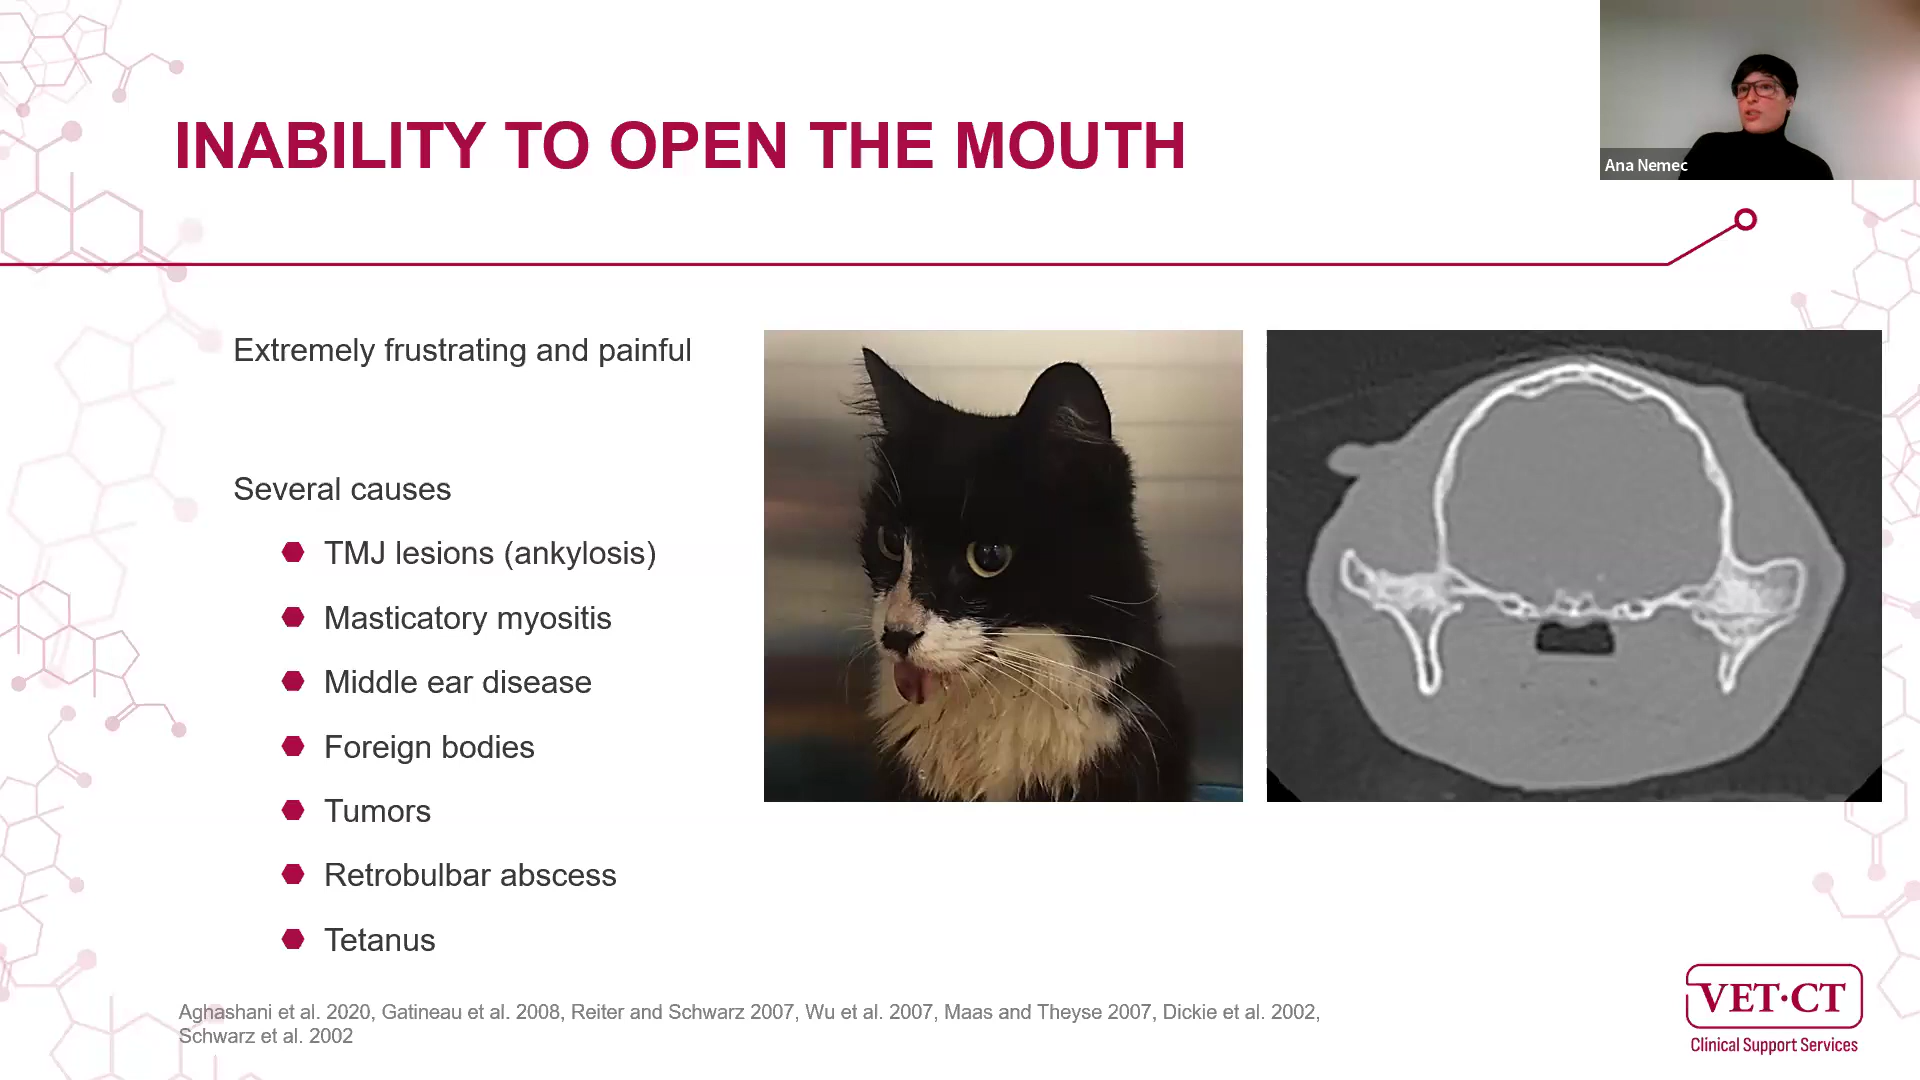 INABILITY TO OPEN THE MOUTH
Ana Nemec
Extremely frustrating and painful
Several causes
TMJ lesions (ankylosis)
Masticatory myositis
Middle ear disease
Foreign bodies
Tumors
Retrobulbar abscess
Tetanus
Aghashani et al. 2020, Gatineau et al. 2008, Reiter and Schwarz 2007, Wu et al. 2007, Maas and Theyse 2007, Dickie et al. 2002,
Schwarz et al. 2002
VET·CT
Clinical Support Services